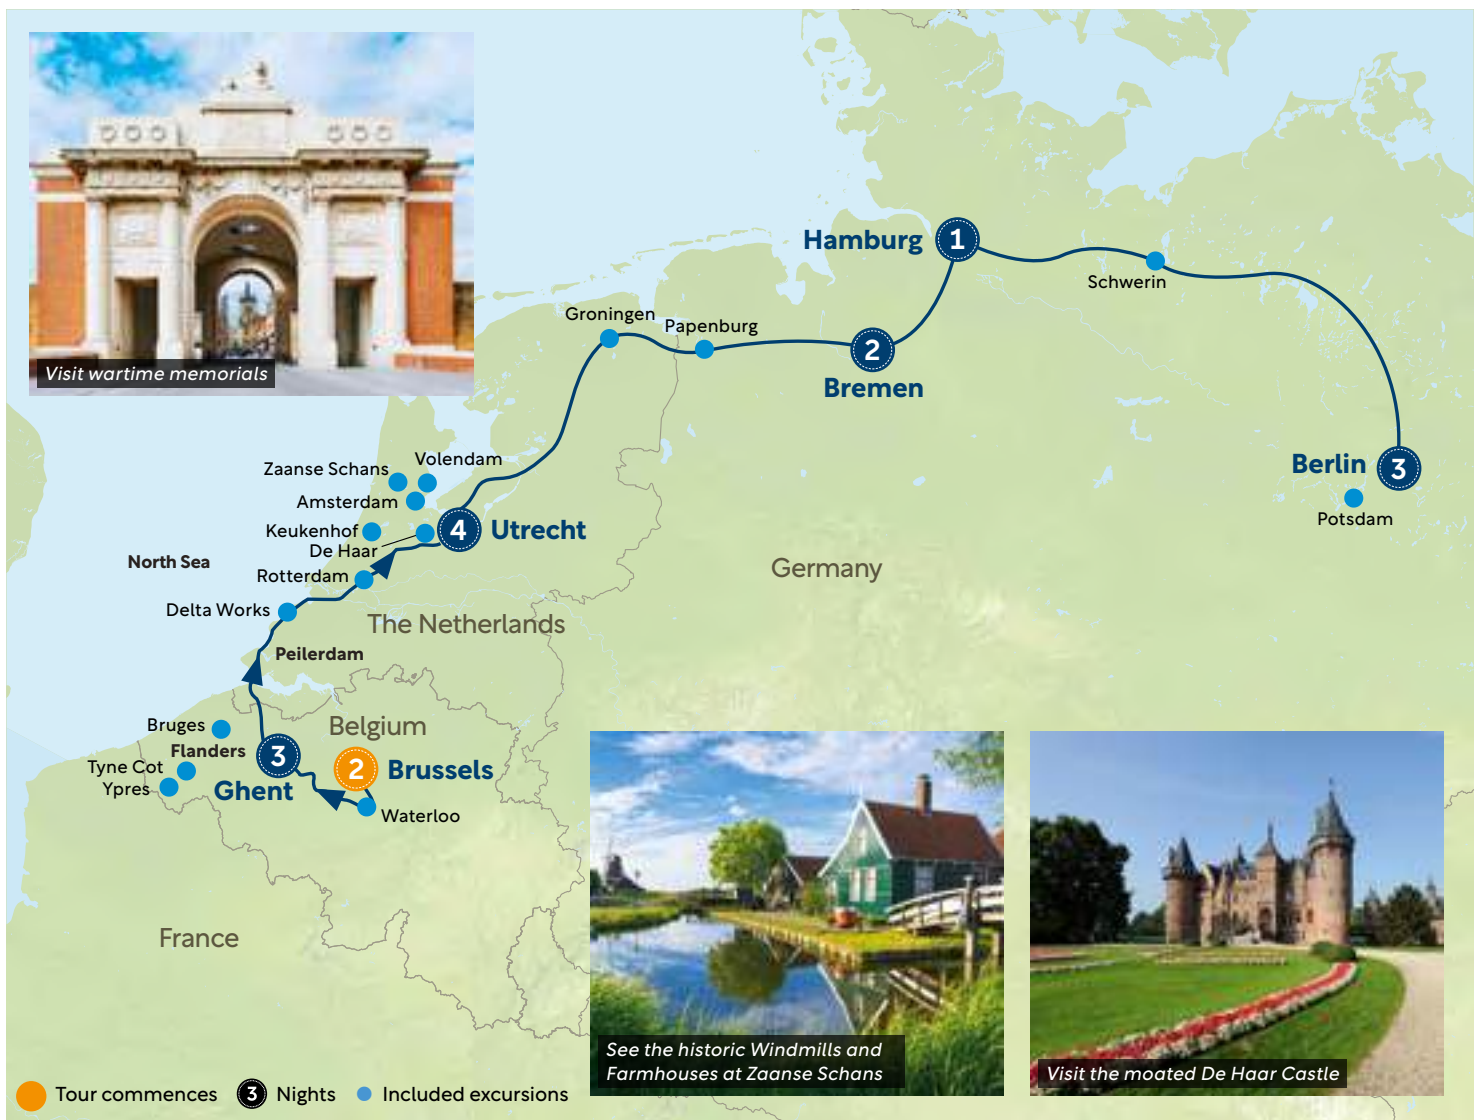 Visit wartime memorials
Hamburg
1
Schwerin
Groningen
Papenburg
2
Bremen
Berlin
3
Potsdam
Volendam
Zaanse Schans
Amsterdam
Keukenhof
De Haar
4
Utrecht
North Sea
Rotterdam
Germany
Delta Works
The Netherlands
Peilerdam
Bruges
Belgium
Flanders
3
2
Brussels
Tyne Cot
Ypres
Ghent
Waterloo
France
See the historic Windmills and
Farmhouses at Zaanse Schans
Visit the moated De Haar Castle
Tour commences
3
Nights
Included excursions